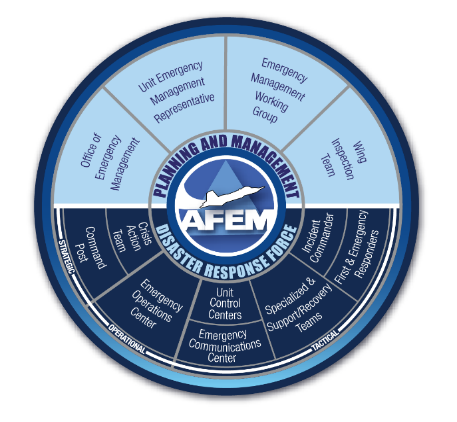 Office of
Emergency
Management
Unit Emergency
Management
Representative
Emergency
Management
Working
Group
Wing
Inspection
Team
PLANNING AND MANAGEMENT
AFEM
DISASTER RESPONSE FORCE
Command
Post
Crisis
Action
Team
Emergency
Operations
Center
Unit
Control
Centers
Emergency
Communications
Center
Specialized &
Support/Recovery
Teams
Incident
Commander
First & Emergency
Responders
STRATEGIC
OPERATIONAL
TACTICAL